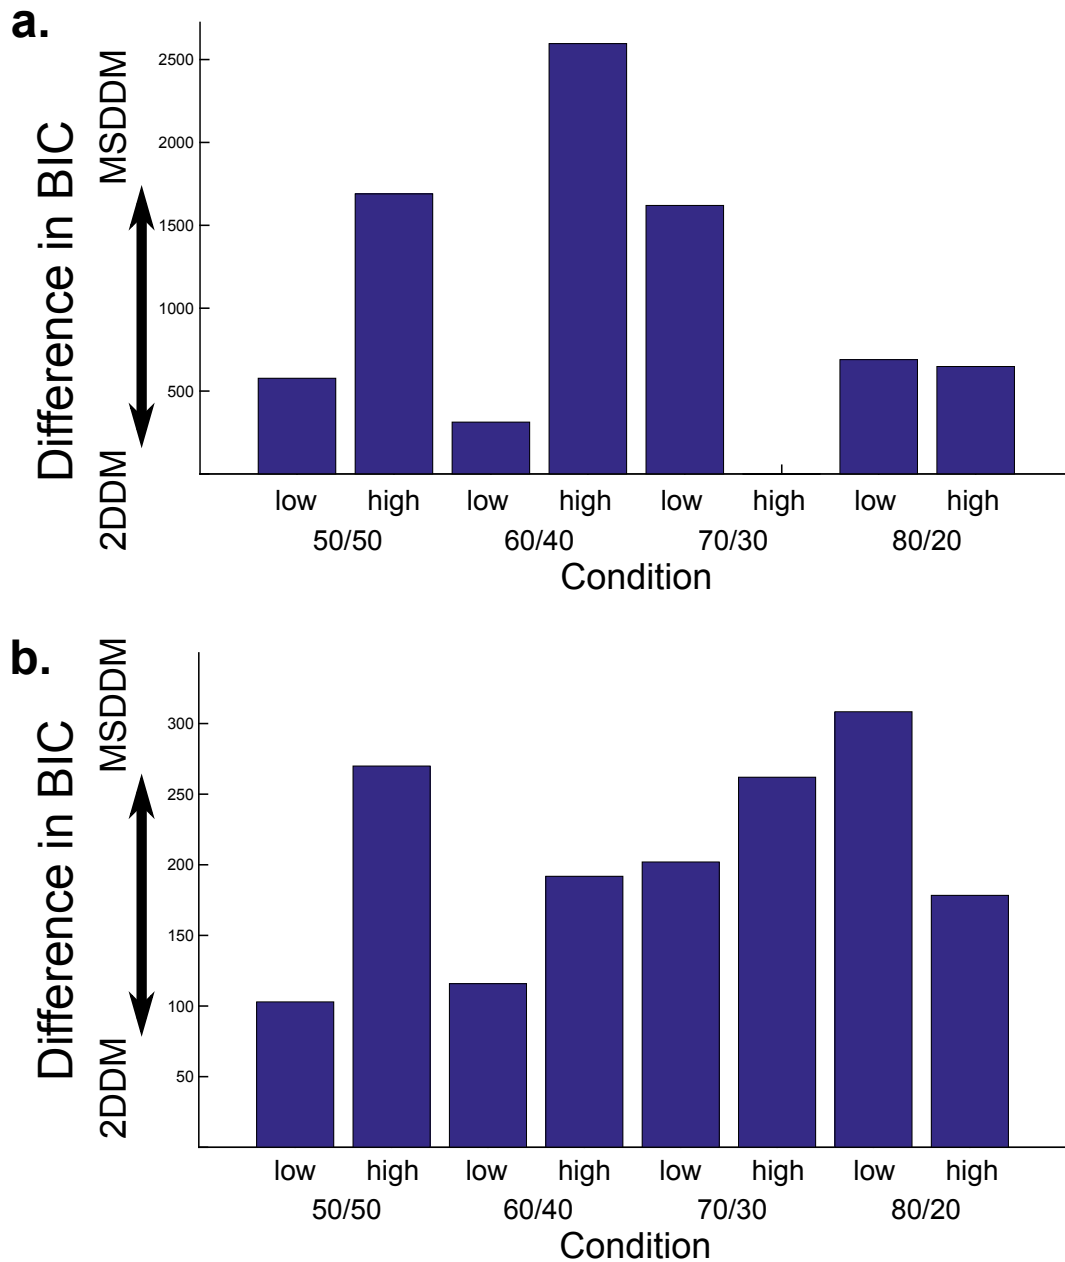 a.
Difference in BIC
MSDDM
2DDM
2500
2000
1500
1000
500
low high low high low high low high
50/50 60/40 70/30 80/20
Condition
b.
Difference in BIC
MSDDM
2DDM
300
250
200
150
100
50
low high low high low high low high
50/50 60/40 70/30 80/20
Condition